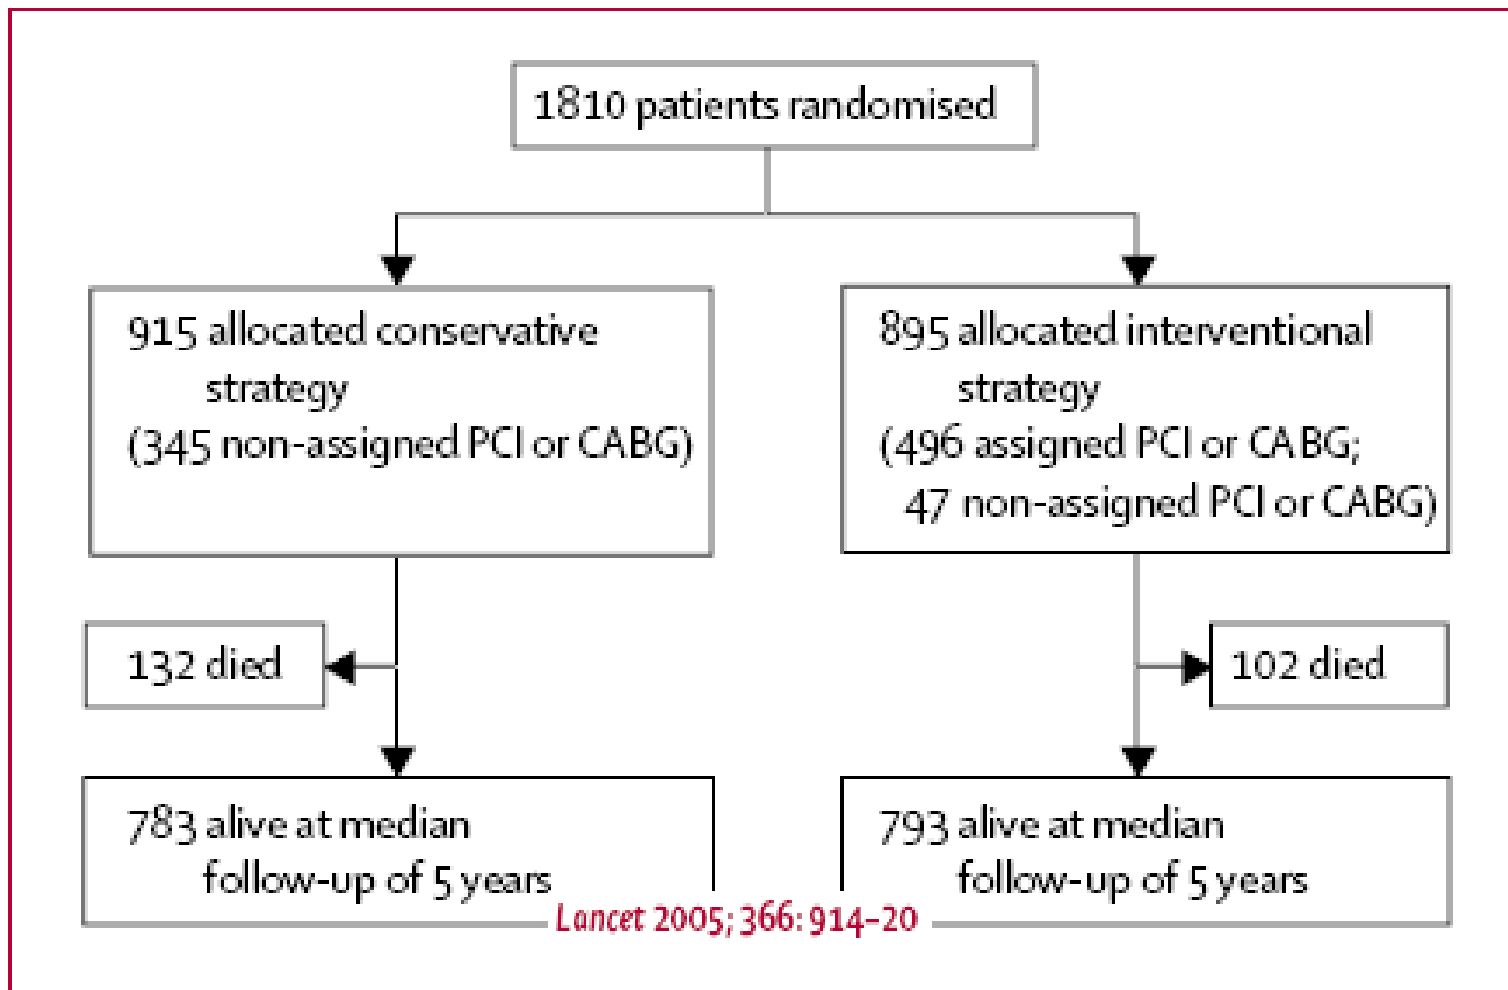 1810 patients randomised
915 allocated conservative
strategy
(345 non-assigned PCI or CABG)
895 allocated interventional
strategy
(496 assigned PCI or CABG;
47 non-assigned PCI or CABG)
132 died
102 died
783 alive at median
follow-up of 5 years
793 alive at median
follow-up of 5 years
Lancet 2005; 366: 914–20